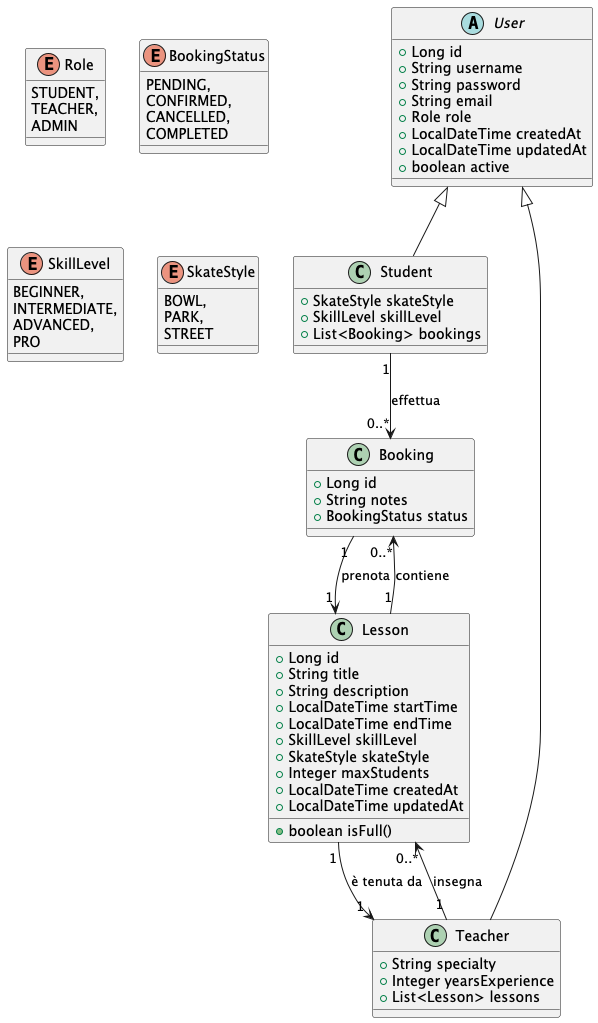 E Role
STUDENT,
TEACHER,
ADMIN
E BookingStatus
PENDING,
CONFIRMED,
CANCELLED,
COMPLETED
A User
Long id
String username
String password
String email
Role role
LocalDateTime createdAt
LocalDateTime updatedAt
boolean active
E SkillLevel
BEGINNER,
INTERMEDIATE,
ADVANCED,
PRO
E SkateStyle
BOWL,
PARK,
STREET
C Student
SkateStyle skateStyle
SkillLevel skillLevel
List<Booking> bookings
1
effettua
0..*
C Booking
Long id
String notes
BookingStatus status
1 0..*
prenota contiene
1 1
C Lesson
Long id
String title
String description
LocalDateTime startTime
LocalDateTime endTime
SkillLevel skillLevel
SkateStyle skateStyle
Integer maxStudents
LocalDateTime createdAt
LocalDateTime updatedAt
boolean isFull()
1 0..*
è tenuta da insegna
1 1
C Teacher
String specialty
Integer yearsExperience
List<Lesson> lessons